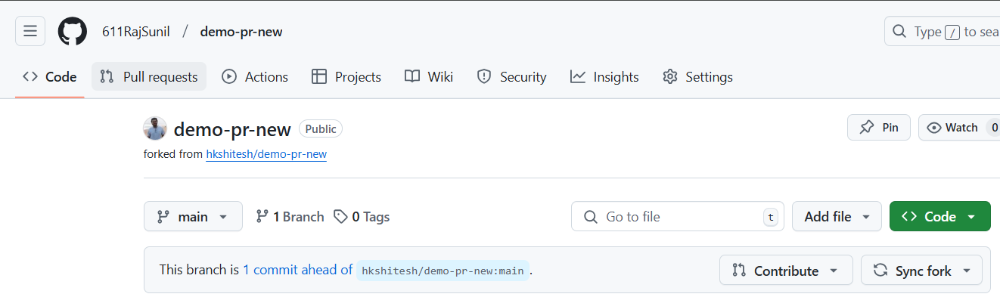 611RajSunil / demo-pr-new
Type / to sea
Code Pull requests Actions Projects Wiki Security Insights Settings
demo-pr-new Public
Pin Watch 0
forked from hkshitesh/demo-pr-new
main 1 Branch 0 Tags Go to file t Add file Code
This branch is 1 commit ahead of hkshitesh/demo-pr-new:main. Contribute Sync fork